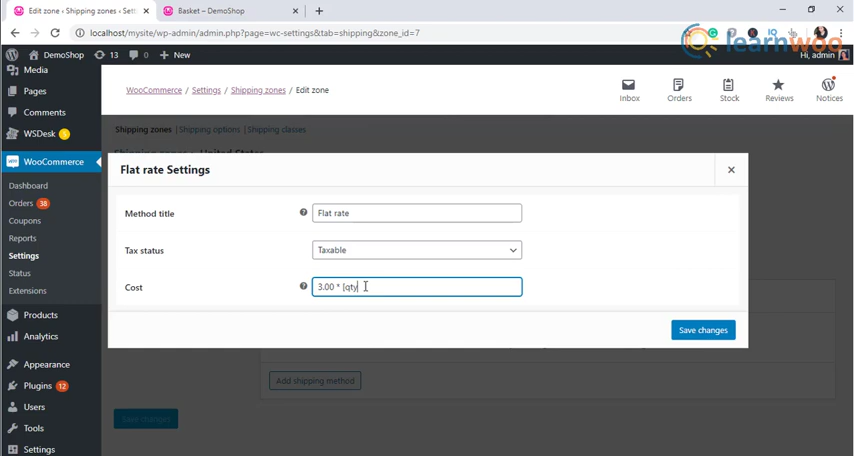 Edit zone ‹ Shipping zones ‹ Sett
Basket – DemoShop
localhost/mysite/wp-admin/admin.php?page=wc-settings&tab=shipping&zone_id=7
learnwoo
DemoShop 13 0 New
Hi, admin
Media
Pages
Comments
WSDesk 5
WooCommerce
Dashboard
Orders 38
Coupons
Reports
Settings
Status
Extensions
Products
Analytics
Appearance
Plugins 12
Users
Tools
Settings
WooCommerce / Settings / Shipping zones / Edit zone
Inbox
Orders
Stock
Reviews
Notices
Shipping zones | Shipping options | Shipping classes
Shipping zones United States
Flat rate Settings
Method title
Flat rate
Tax status
Taxable
Cost
3.00 * [qty
Save changes
Add shipping method
Save changes